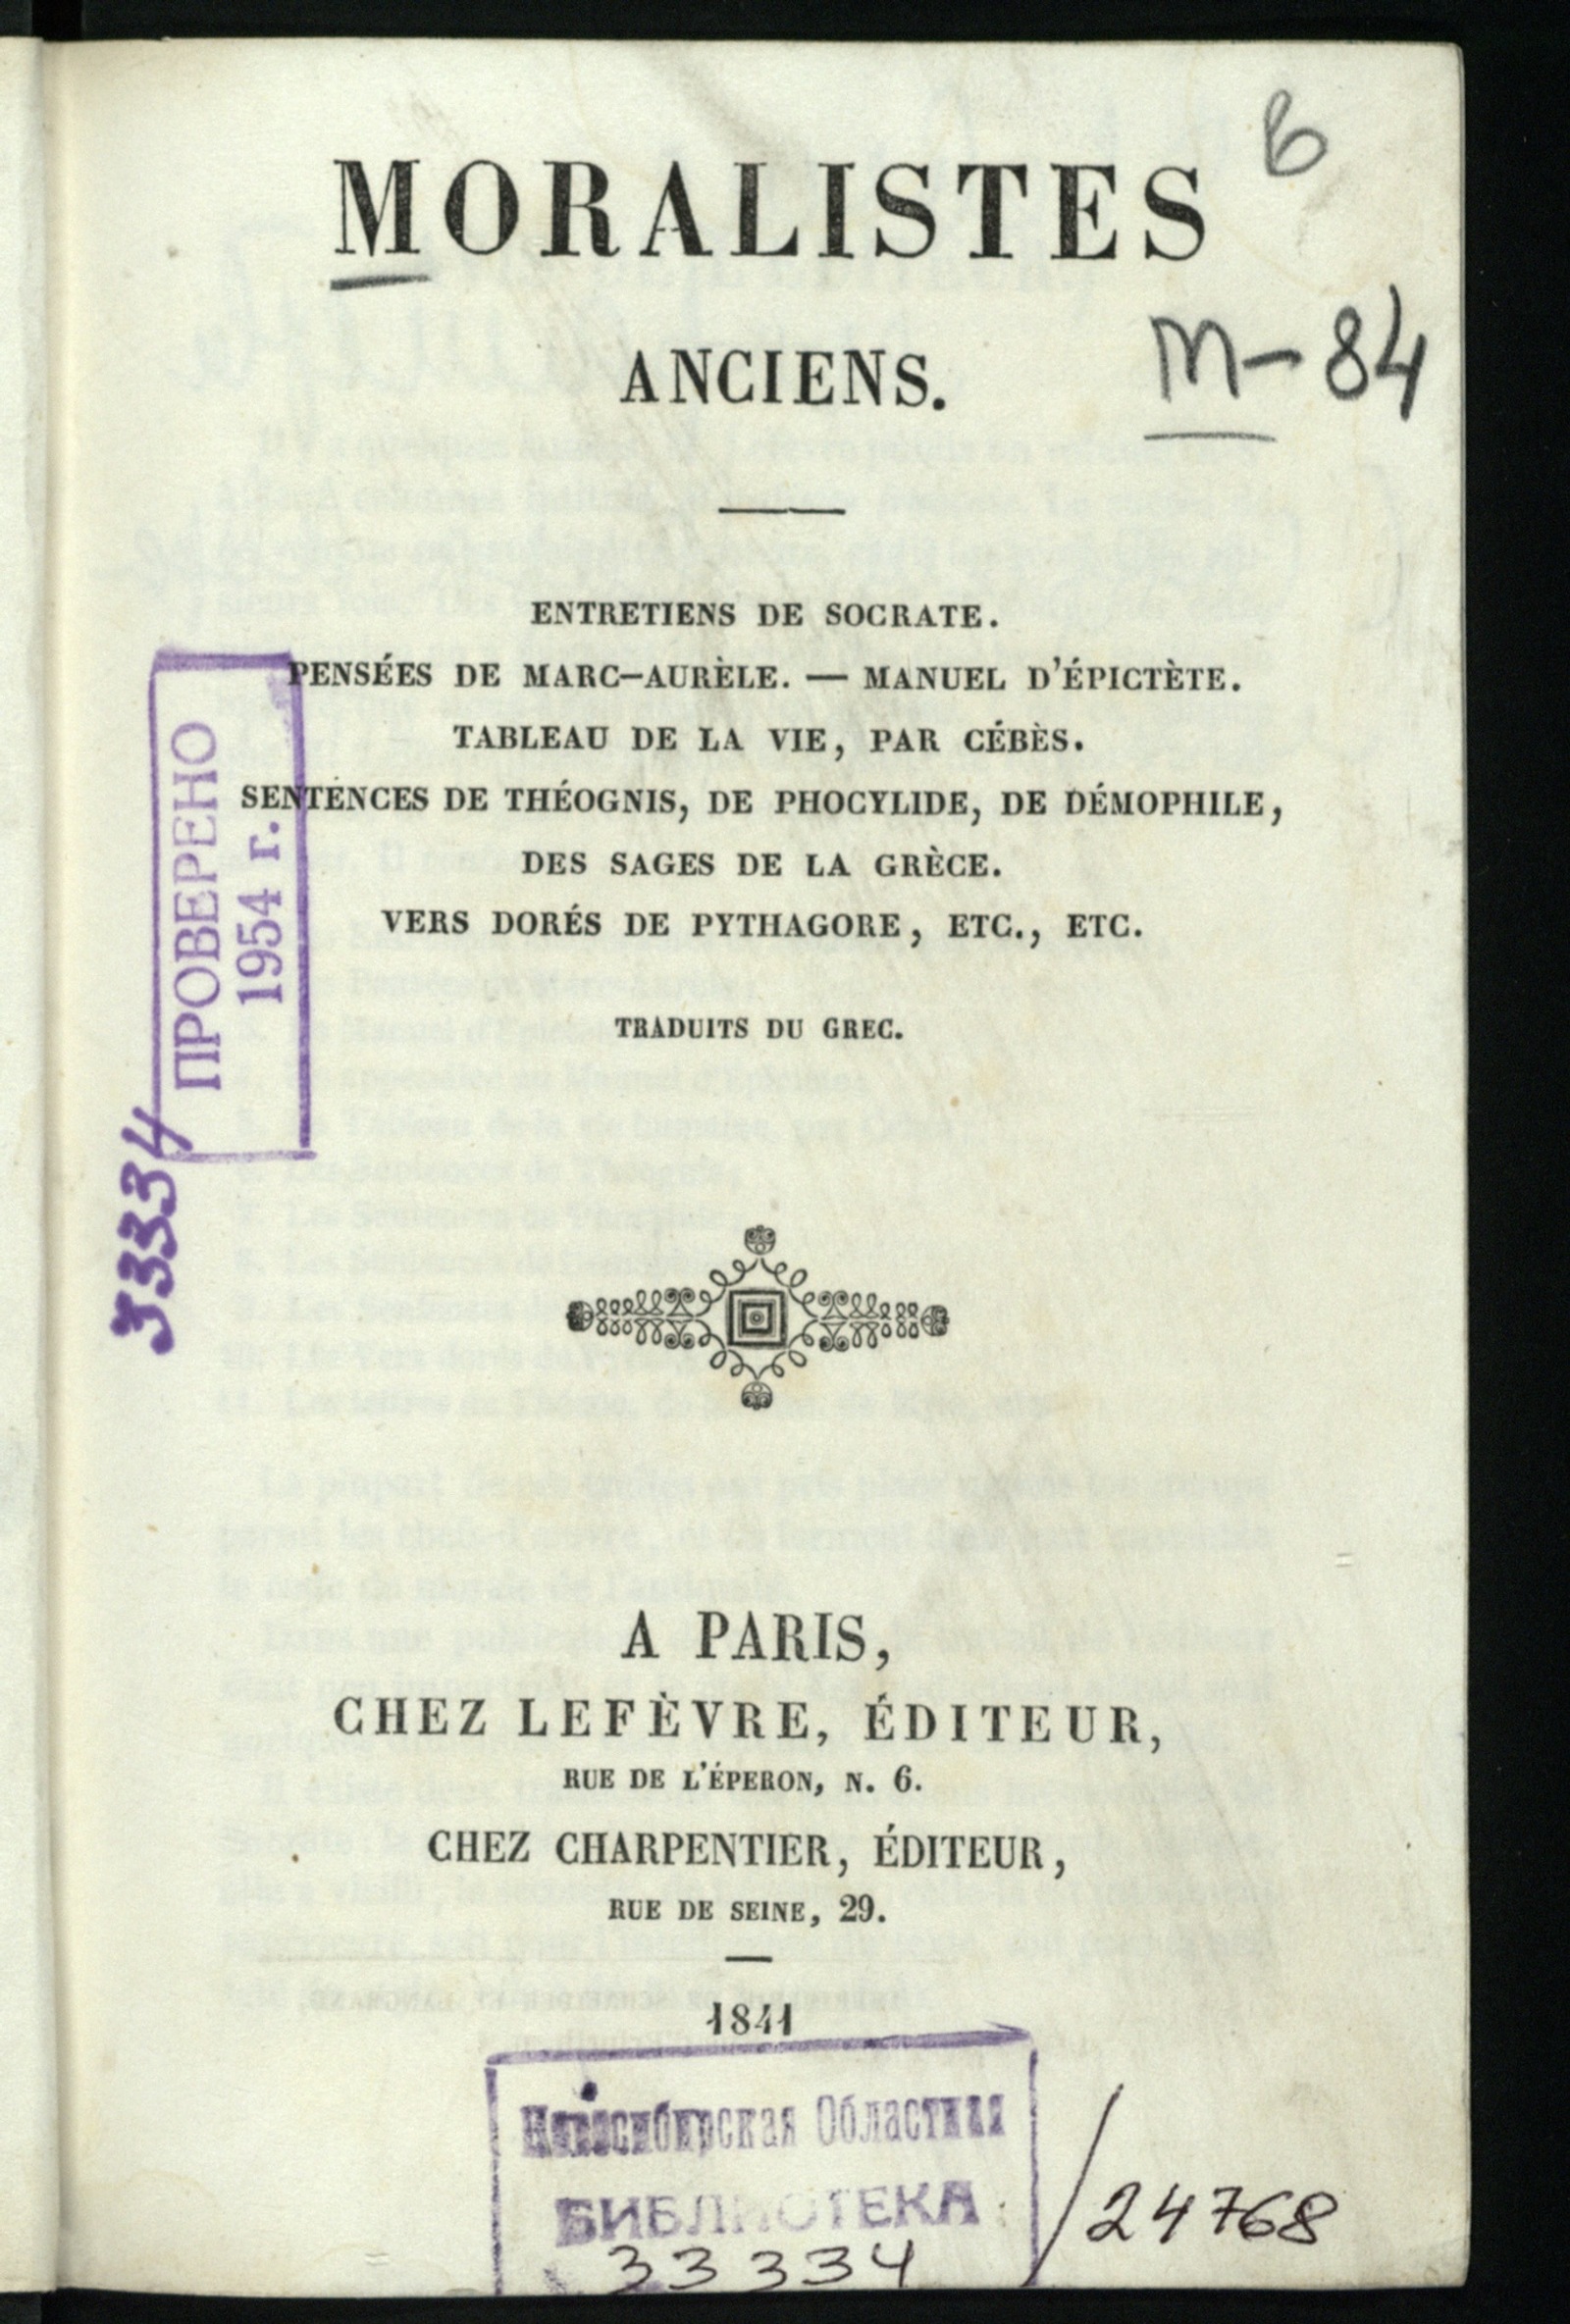 6
MORALISTES
ANCIENS.
M-84
ENTRETIENS DE SOCRATE.
PENSÉES DE MARC-AURÈLE. — MANUEL D'ÉPICTÈTE.
TABLEAU DE LA VIE, PAR CÉBÈS.
SENTENCES DE THÉOGNIS, DE PHOCYLIDE, DE DÉMOPHILE,
DES SAGES DE LA GRÈCE.
VERS DORÉS DE PYTHAGORE, ETC., ETC.
TRADUITS DU GREC.
ПРОВЕРЕНО
1954 г.
33334
A PARIS,
CHEZ LEFÈVRE, ÉDITEUR,
RUE DE L'ÉPERON, N. 6.
CHEZ CHARPENTIER, ÉDITEUR,
RUE DE SEINE, 29.
1841
Новосибирская Областная
БИБЛИОТЕКА
33334
/24768